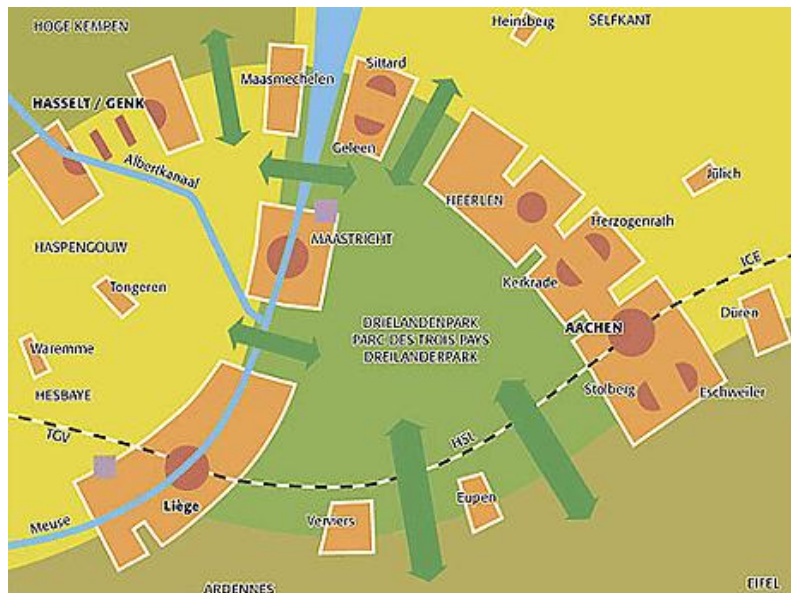 HOGE KEMPEN
Heinsberg
SELFKANT
Sittard
Maasmechelen
HASSELT / GENK
Geleen
Albertkanaal
Jülich
HEERLEN
Herzogenrath
MAASTRICHT
HASPENGOUW
ICE
Kerkrade
Tongeren
Düren
DRIELANDENPARK
PARC DES TROIS PAYS
DREILANDERPARK
AACHEN
Waremme
Stolberg
Eschweiler
HESBAYE
TGV
HSL
Eupen
Liège
Verviers
Meuse
ARDENNES
EIFEL